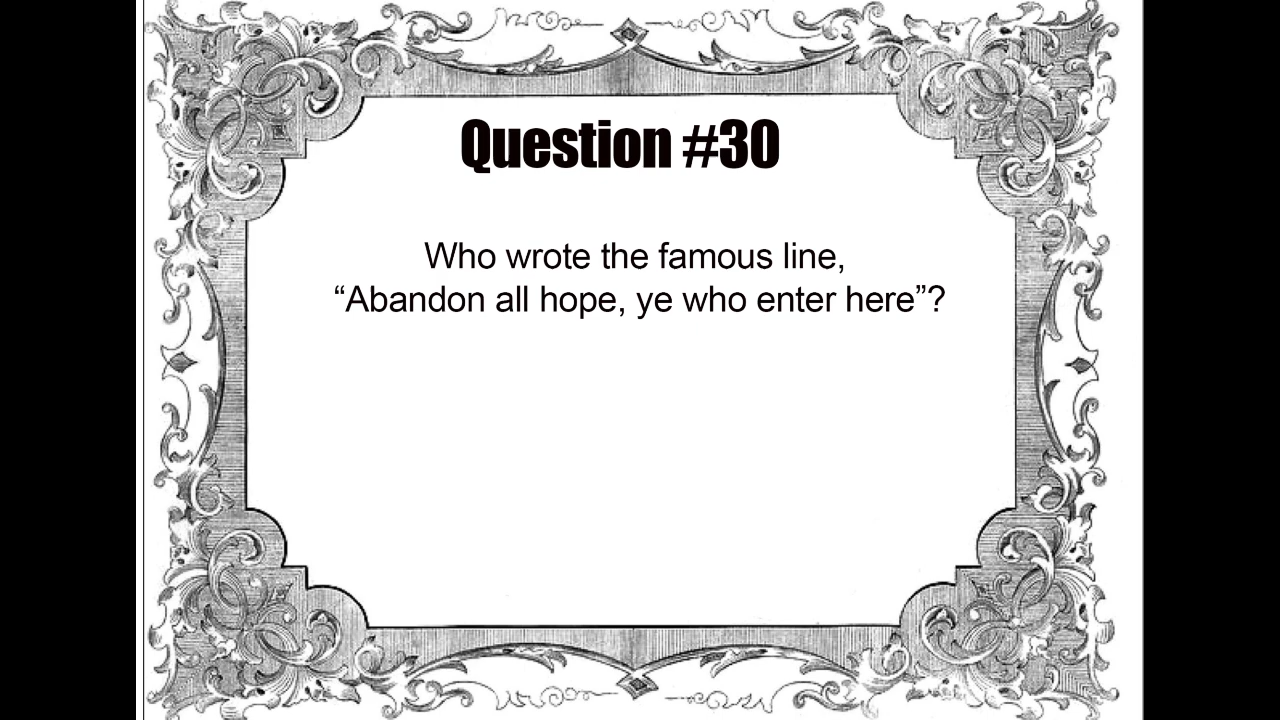 Question #30
Who wrote the famous line,
“Abandon all hope, ye who enter here”?